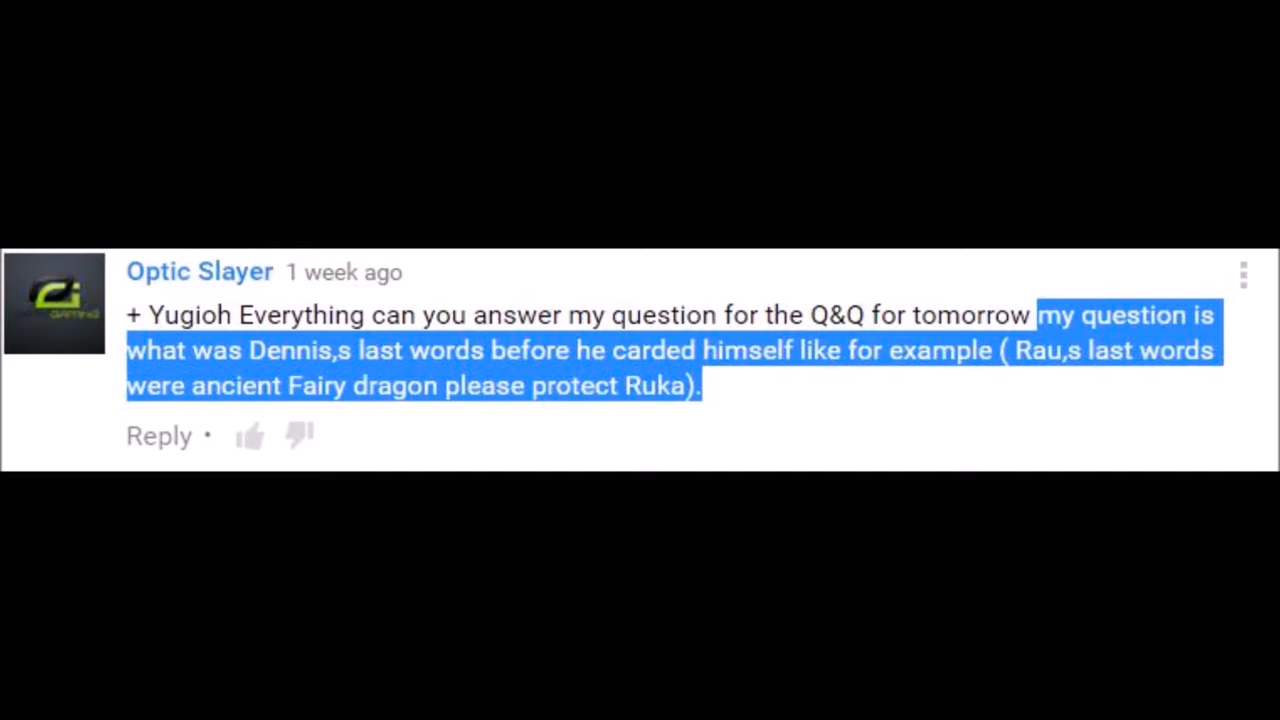 Optic Slayer 1 week ago
+ Yugioh Everything can you answer my question for the Q&Q for tomorrow my question is
what was Dennis,s last words before he carded himself like for example ( Rau,s last words
were ancient Fairy dragon please protect Ruka).
Reply •